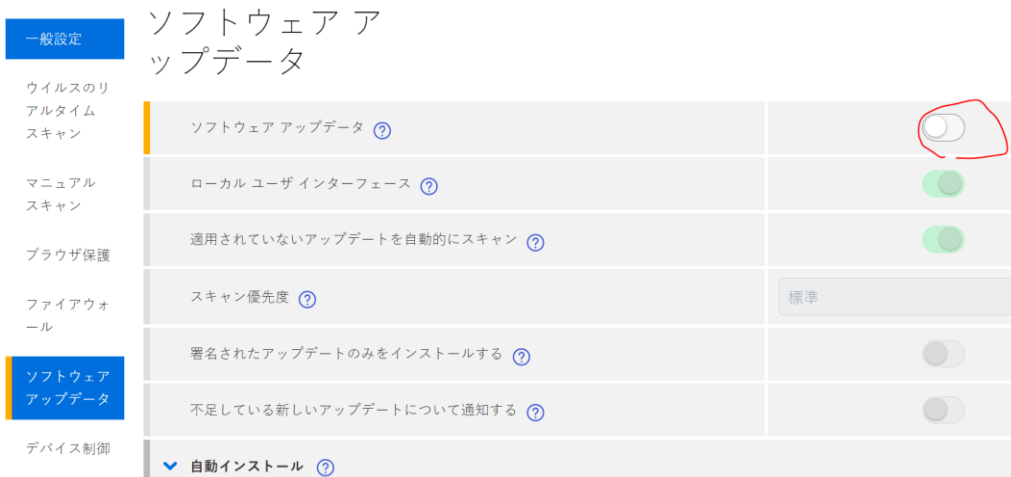 一般設定
ウイルスのリ
アルタイム
スキャン
マニュアル
スキャン
ブラウザ保護
ファイアウォ
ール
ソフトウェア
アップデータ
デバイス制御
ソフトウェア ア
ップデータ
ソフトウェア アップデータ ?
ローカル ユーザ インターフェース ?
適用されていないアップデートを自動的にスキャン ?
スキャン優先度 ?
標準
署名されたアップデートのみをインストールする ?
不足している新しいアップデートについて通知する ?
自動インストール ?